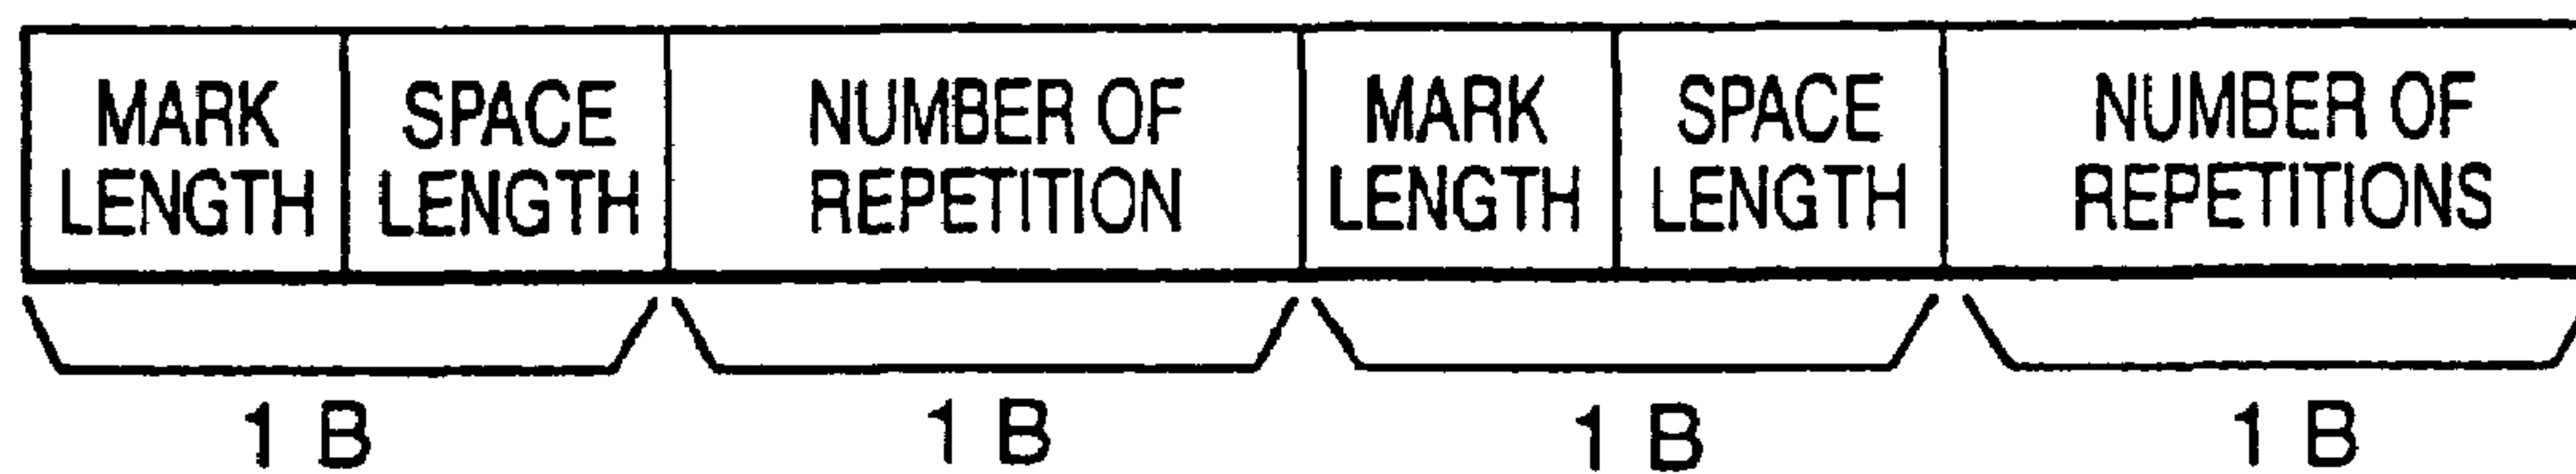 MARK
LENGTH
SPACE
LENGTH
NUMBER OF
REPETITION
MARK
LENGTH
SPACE
LENGTH
NUMBER OF
REPETITIONS
1 B
1 B
1 B
1 B